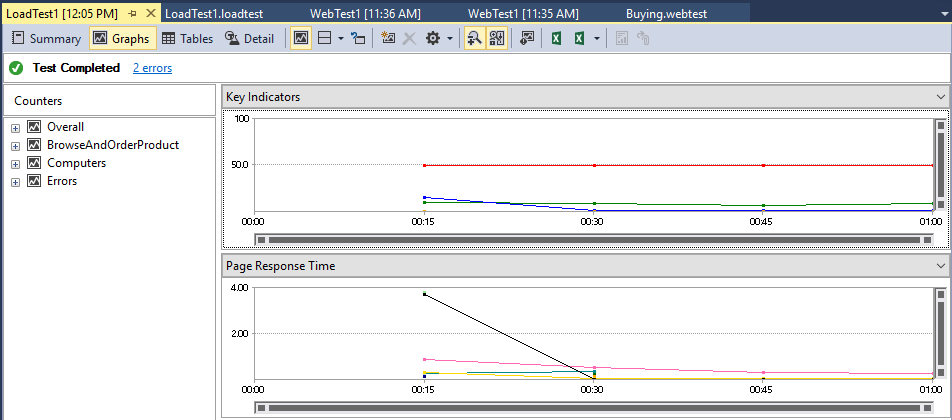 LoadTest1 [12:05 PM] LoadTest1.loadtest WebTest1 [11:36 AM] WebTest1 [11:35 AM] Buying.webtest
Summary Graphs Tables Detail
Test Completed 2 errors
Counters
Overall
BrowseAndOrderProduct
Computers
Errors
Key Indicators
100
50.0
00:00 00:15 00:30 00:45 01:00
Page Response Time
4.00
2.00
00:00 00:15 00:30 00:45 01:00